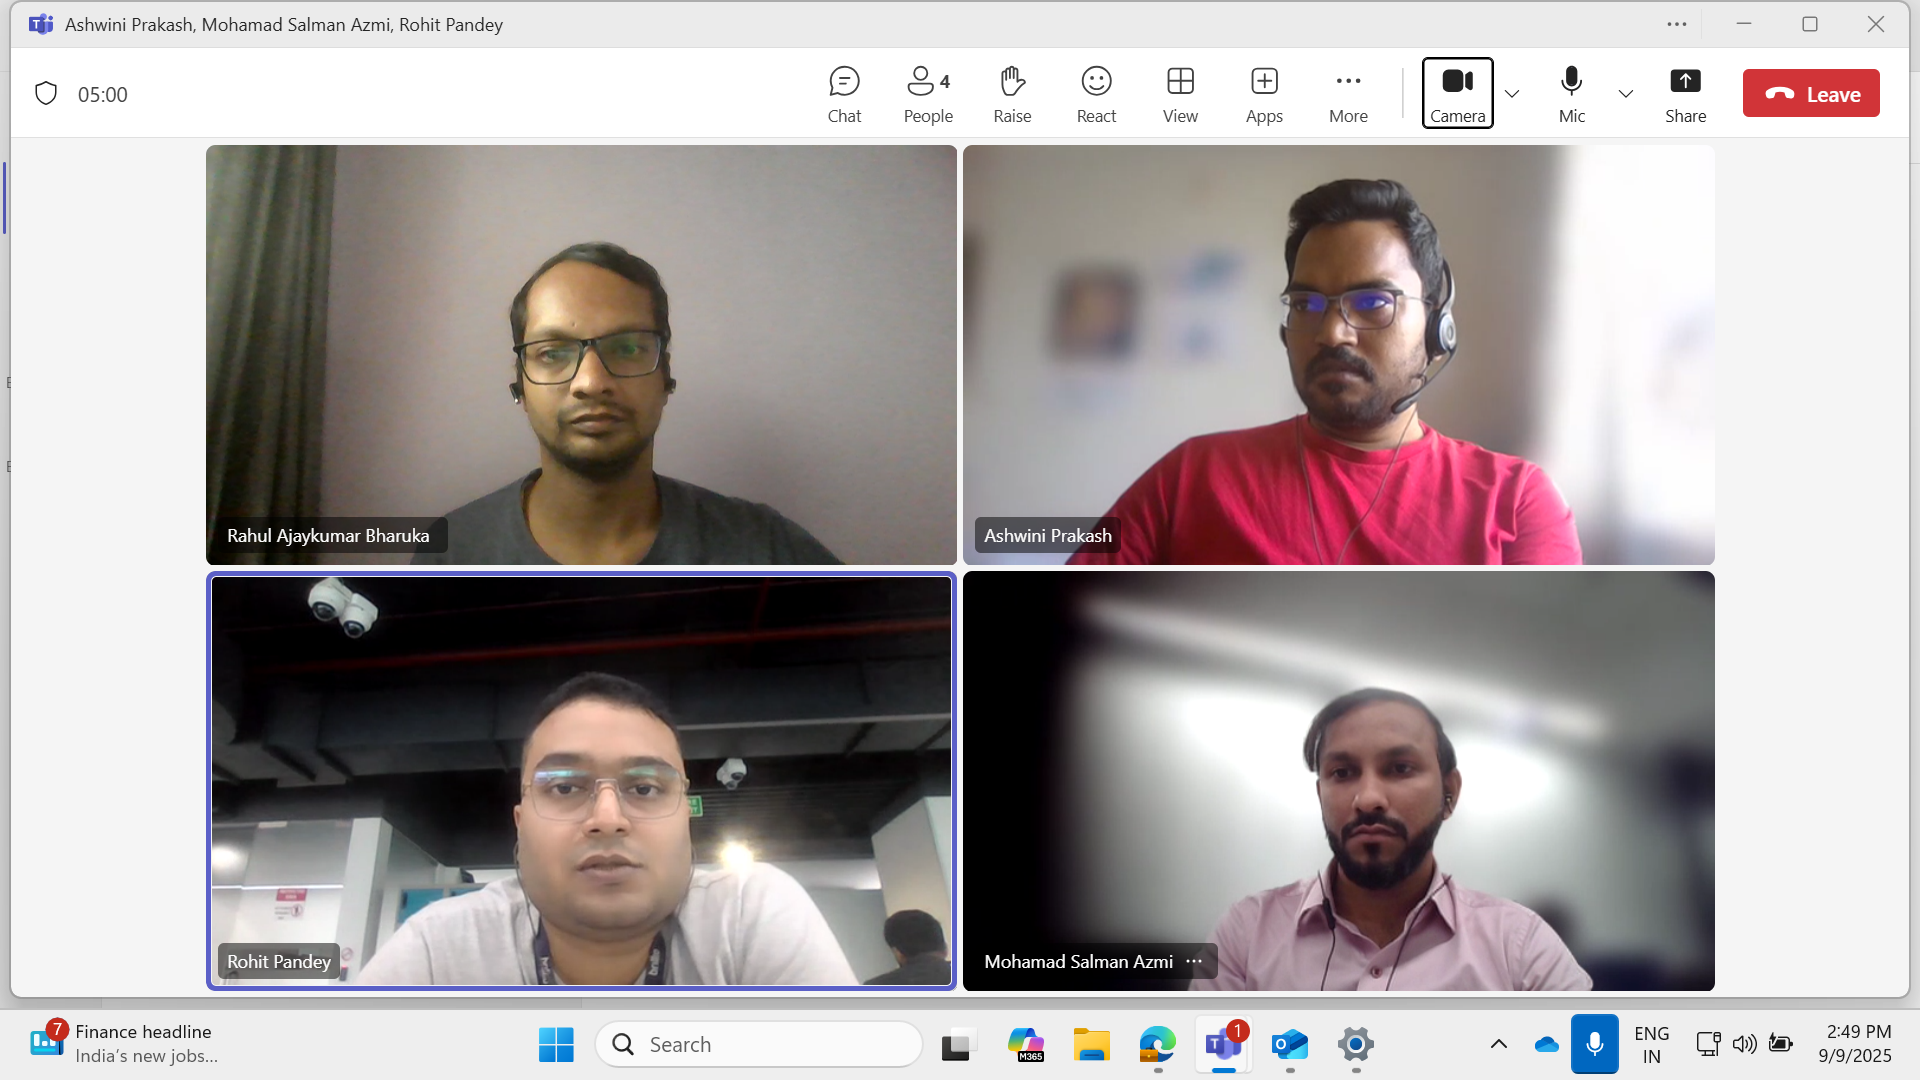 Ashwini Prakash, Mohamad Salman Azmi, Rohit Pandey
05:00
Chat
4
People
Raise
React
View
Apps
More
Camera
Mic
Share
Leave
Rahul Ajaykumar Bharuka
Ashwini Prakash
Rohit Pandey
Mohamad Salman Azmi
7
Finance headline
India's new jobs...
Search
M365
1
ENG
IN
2:49 PM
9/9/2025